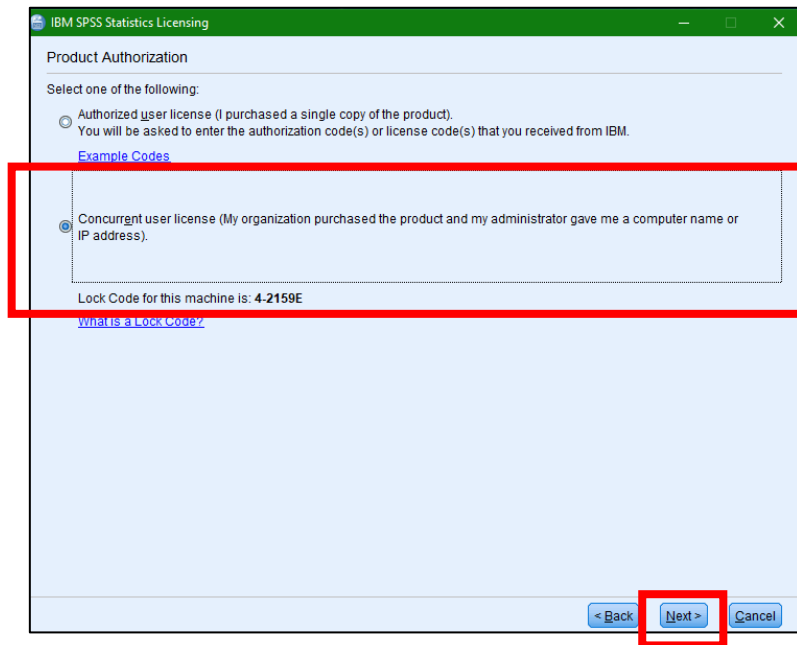 IBM SPSS Statistics Licensing
Product Authorization
Select one of the following:
Authorized user license (I purchased a single copy of the product).
You will be asked to enter the authorization code(s) or license code(s) that you received from IBM.
Example Codes
Concurrent user license (My organization purchased the product and my administrator gave me a computer name or
IP address).
Lock Code for this machine is: 4-2159E
What is a Lock Code?
< Back Next > Cancel